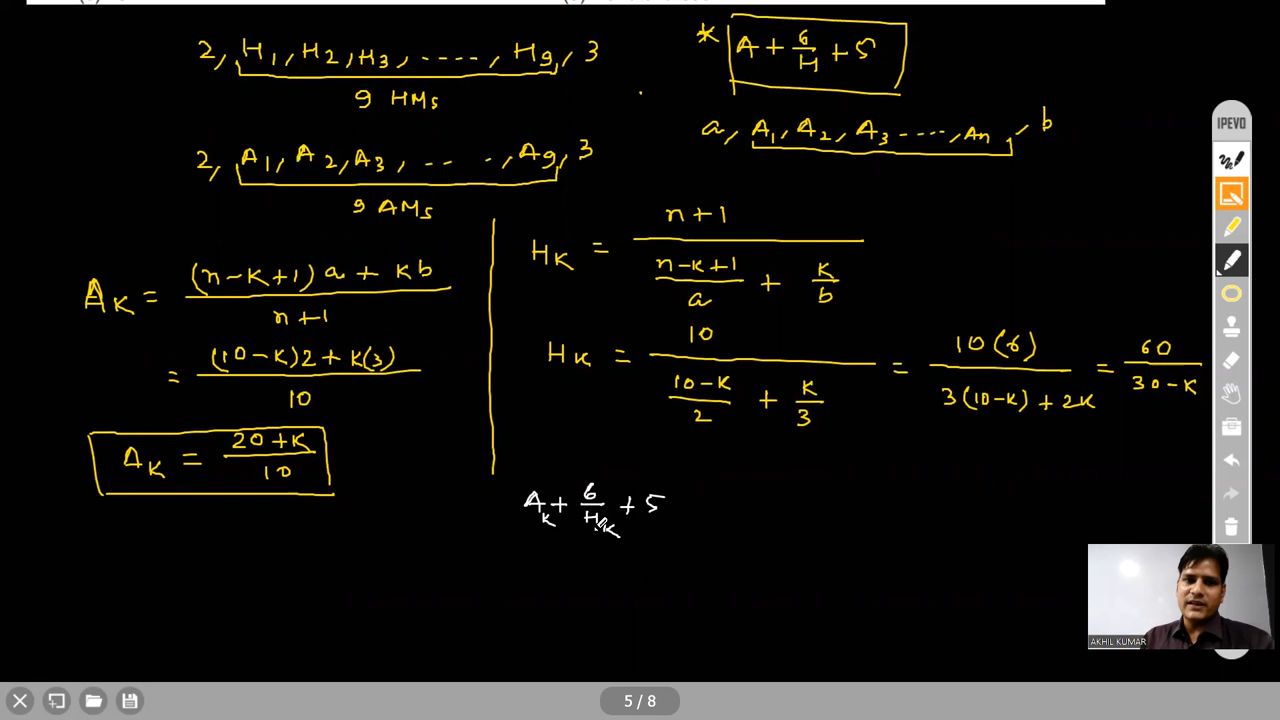 2, H1, H2, H3, ....., H9, 3
9 HMs
2, A1, A2, A3, ....., A9, 3
9 AMs
* A + 6/H + 5
a, A1, A2, A3 ....., An, b
AK = ((n-K+1)a + Kb)/(n+1)
= ((10-K)2 + K(3))/10
AK = (20+K)/10
HK = (n+1)/((n-K+1)/a + K/b)
HK = 10/((10-K)/2 + K/3) = 10(6)/(3(10-K) + 2K) = 60/(30-K)
AK + 6/HK + 5
IPEVO
AKHIL KUMAR
5 / 8